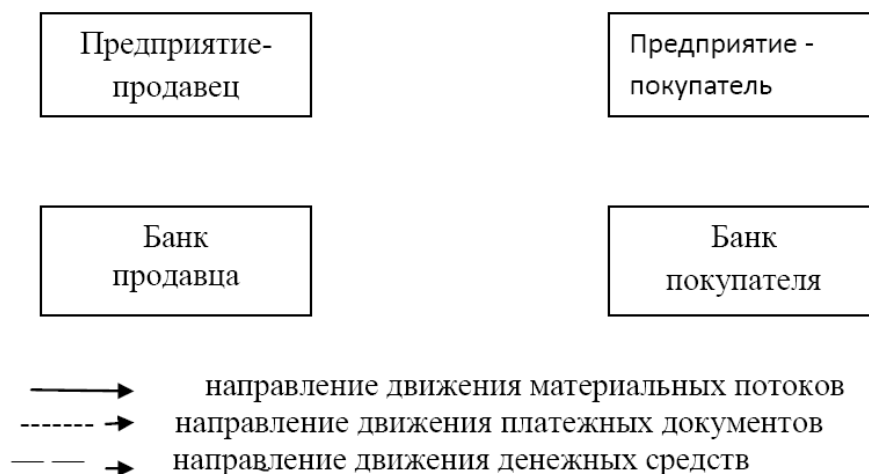 Предприятие-
продавец
Предприятие -
покупатель
Банк
продавца
Банк
покупателя
направление движения материальных потоков
направление движения платежных документов
направление движения денежных средств